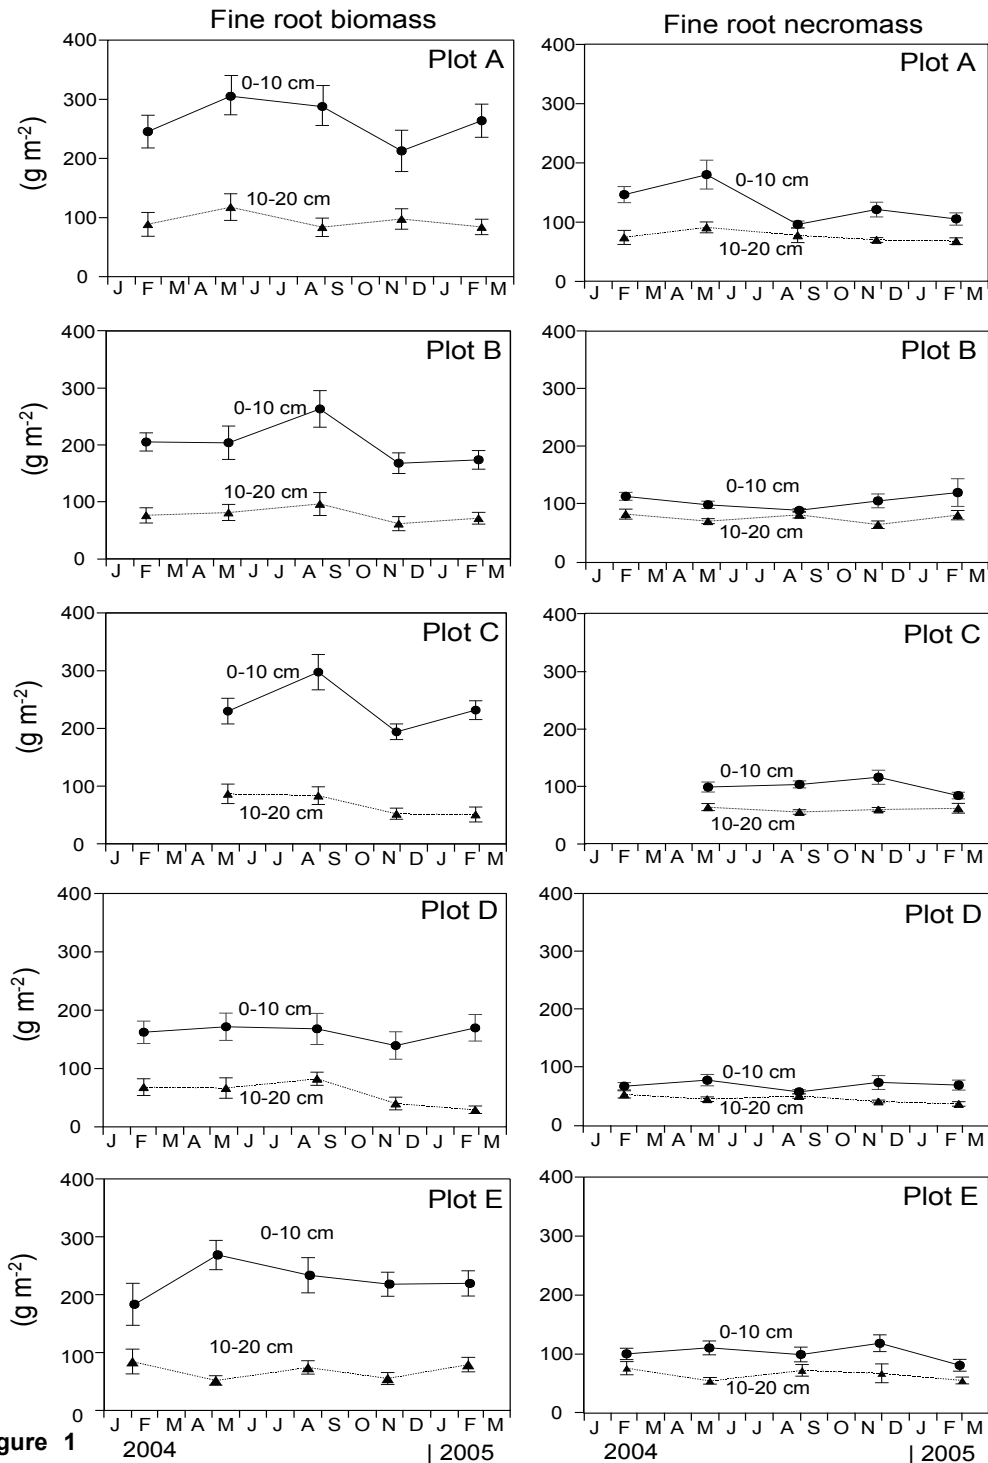 Fine root biomass
Fine root necromass
400
300
200
100
0
(g m-2)
Plot A
0-10 cm
10-20 cm
J F M A M J J A S O N D J F M
400
300
200
100
0
Plot A
0-10 cm
10-20 cm
J F M A M J J A S O N D J F M
400
300
200
100
0
(g m-2)
Plot B
0-10 cm
10-20 cm
J F M A M J J A S O N D J F M
400
300
200
100
0
Plot B
0-10 cm
10-20 cm
J F M A M J J A S O N D J F M
400
300
200
100
0
(g m-2)
Plot C
0-10 cm
10-20 cm
J F M A M J J A S O N D J F M
400
300
200
100
0
Plot C
0-10 cm
10-20 cm
J F M A M J J A S O N D J F M
400
300
200
100
0
(g m-2)
Plot D
0-10 cm
10-20 cm
J F M A M J J A S O N D J F M
400
300
200
100
0
Plot D
0-10 cm
10-20 cm
J F M A M J J A S O N D J F M
400
300
200
100
0
(g m-2)
Plot E
0-10 cm
10-20 cm
J F M A M J J A S O N D J F M
2004 | 2005
400
300
200
100
0
Plot E
0-10 cm
10-20 cm
J F M A M J J A S O N D J F M
2004 | 2005
gure 1